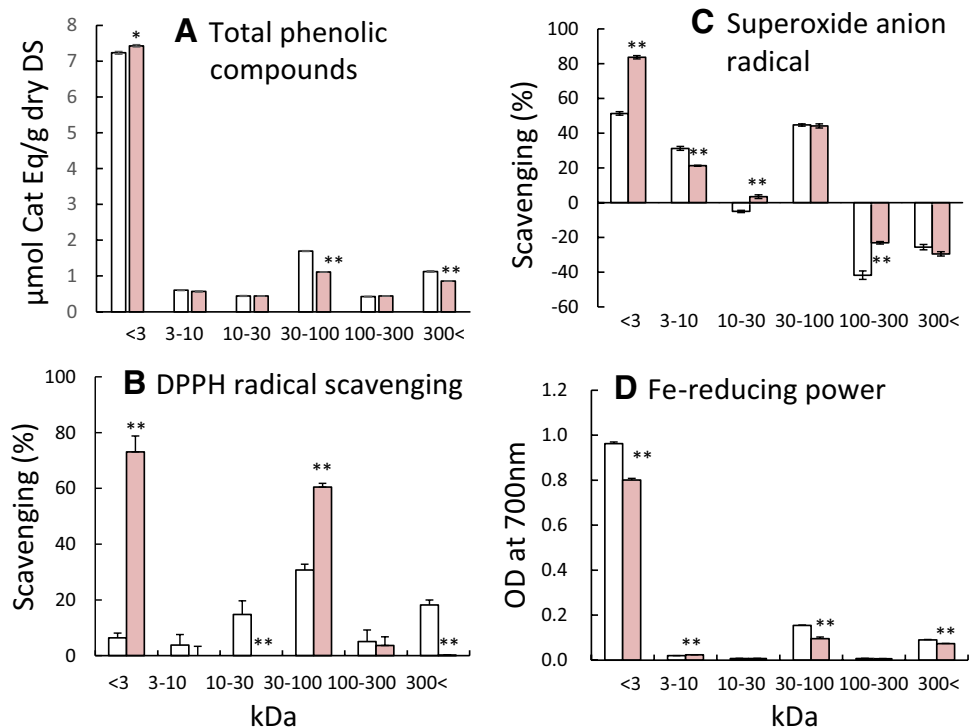 A Total phenolic
compounds
μmol Cat Eq/g dry DS
8
7
6
5
4
3
2
1
0
*
**
**
<3 3-10 10-30 30-100 100-300 300<
C Superoxide anion
radical
Scavenging (%)
100
80
60
40
20
0
-20
-40
-60
**
**
**
**
<3 3-10 10-30 30-100 100-300 300<
B DPPH radical scavenging
Scavenging (%)
100
80
60
40
20
0
**
**
**
**
<3 3-10 10-30 30-100 100-300 300<
kDa
D Fe-reducing power
OD at 700nm
1.2
1.0
0.8
0.6
0.4
0.2
0.0
**
**
**
**
<3 3-10 10-30 30-100 100-300 300<
kDa